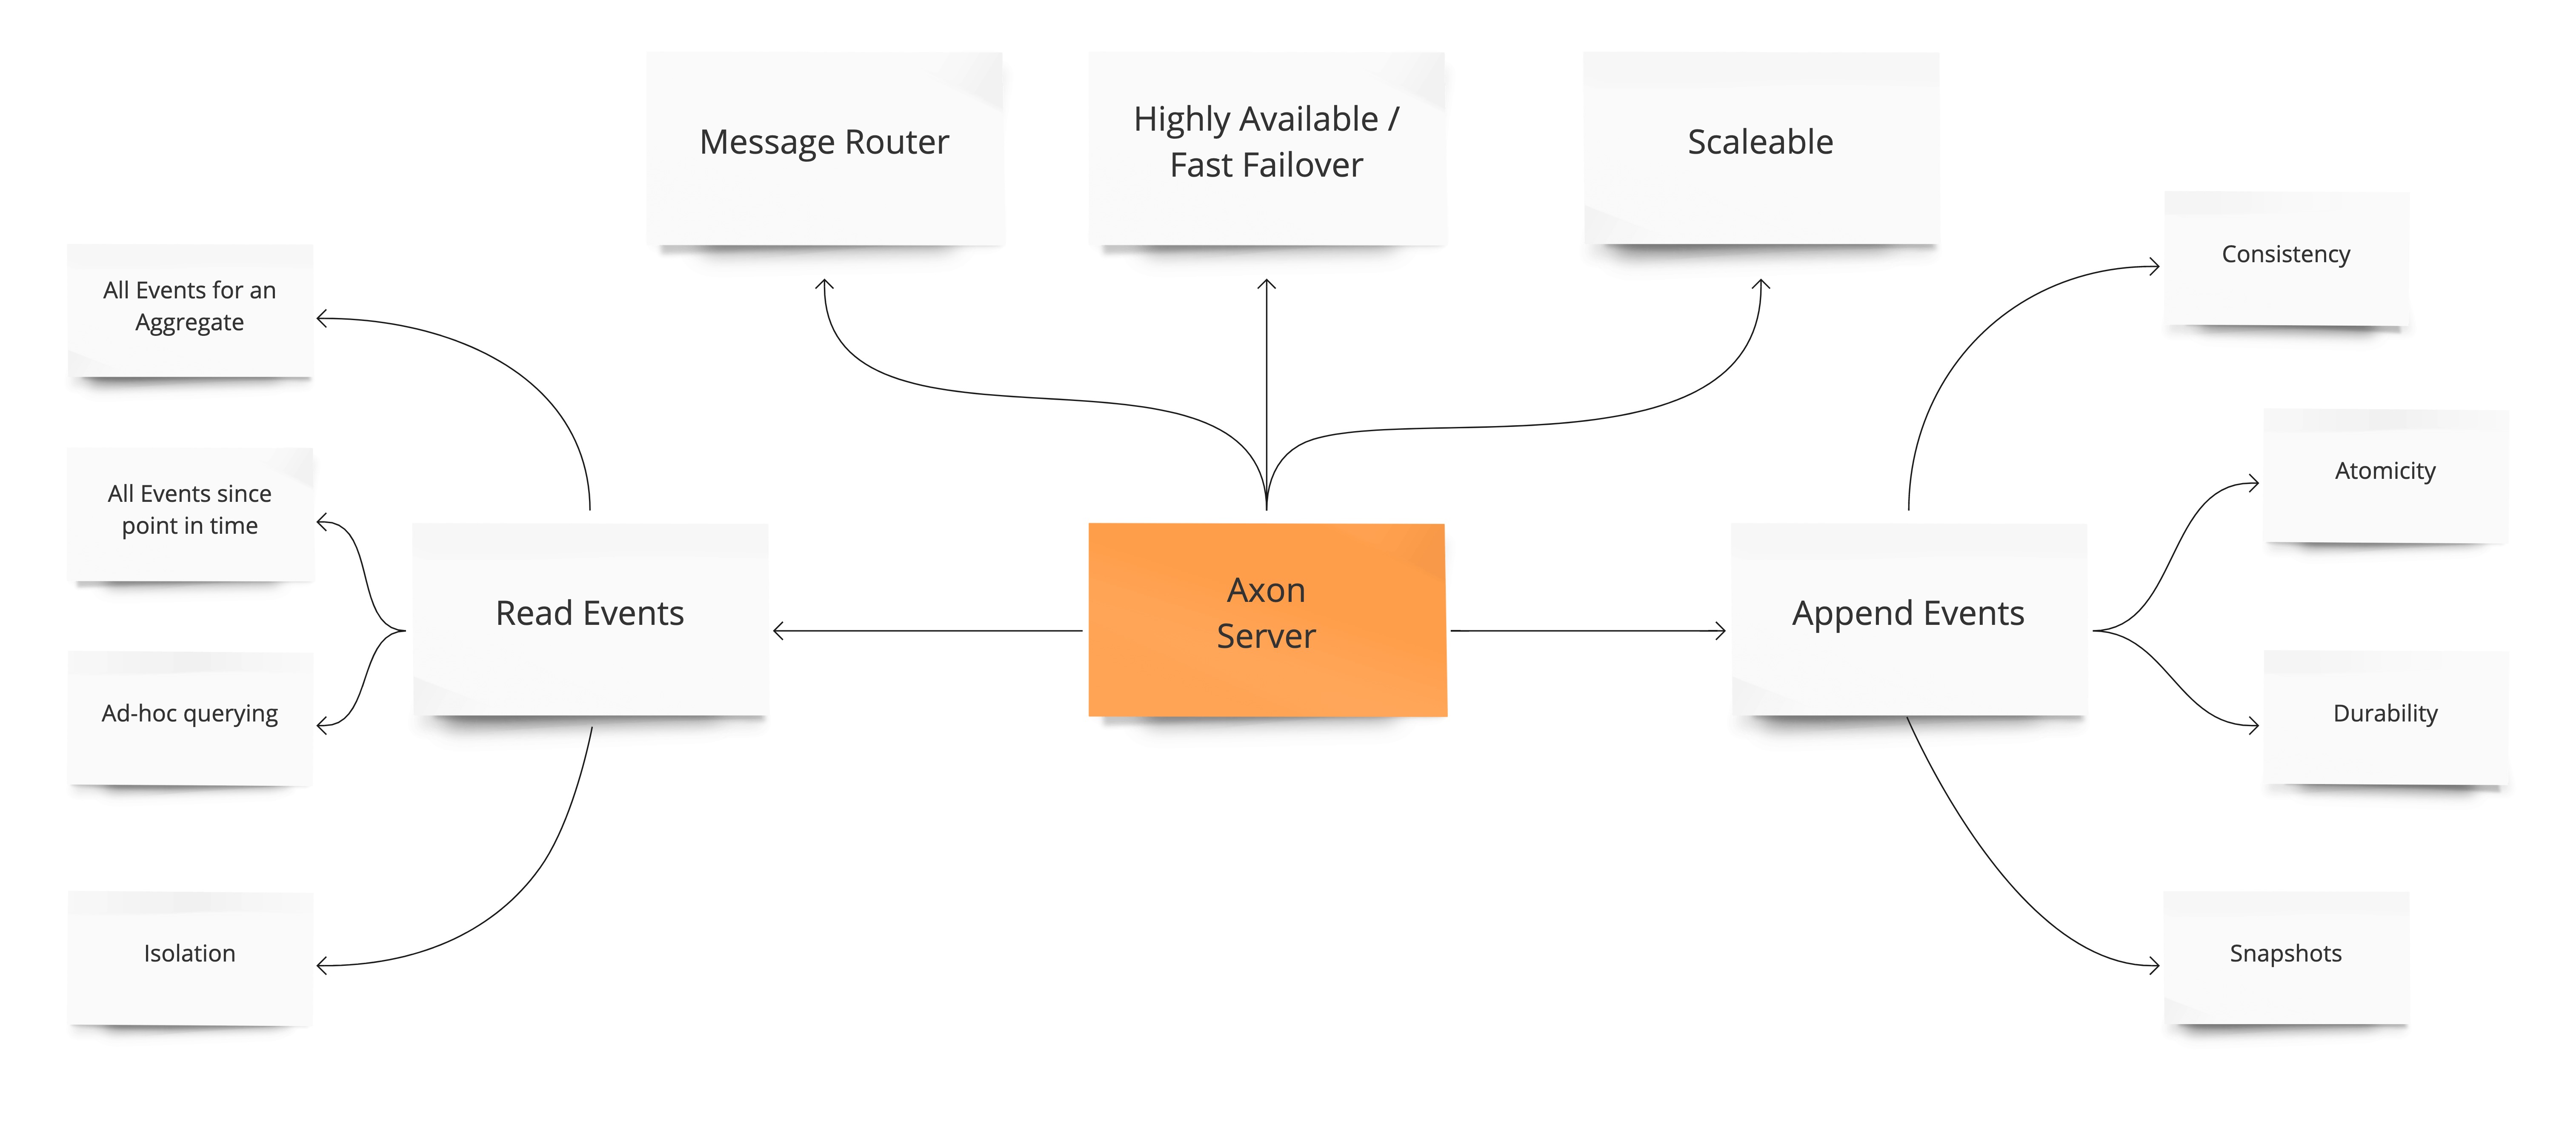 Message Router
Highly Available /
Fast Failover
Scaleable
Consistency
All Events for an
Aggregate
Atomicity
All Events since
point in time
Read Events
Axon
Server
Append Events
Ad-hoc querying
Durability
Isolation
Snapshots